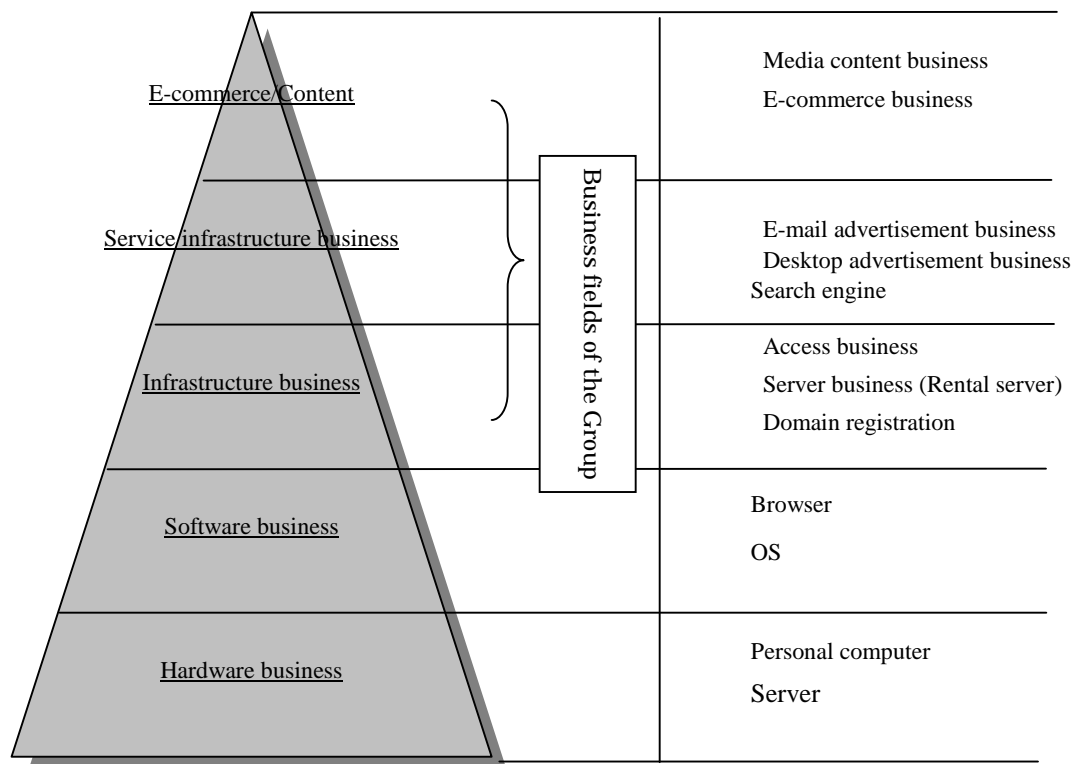 E-commerce/Content
Media content business
E-commerce business
Business fields of the Group
Service infrastructure business
E-mail advertisement business
Desktop advertisement business
Search engine
Infrastructure business
Access business
Server business (Rental server)
Domain registration
Software business
Browser
OS
Hardware business
Personal computer
Server